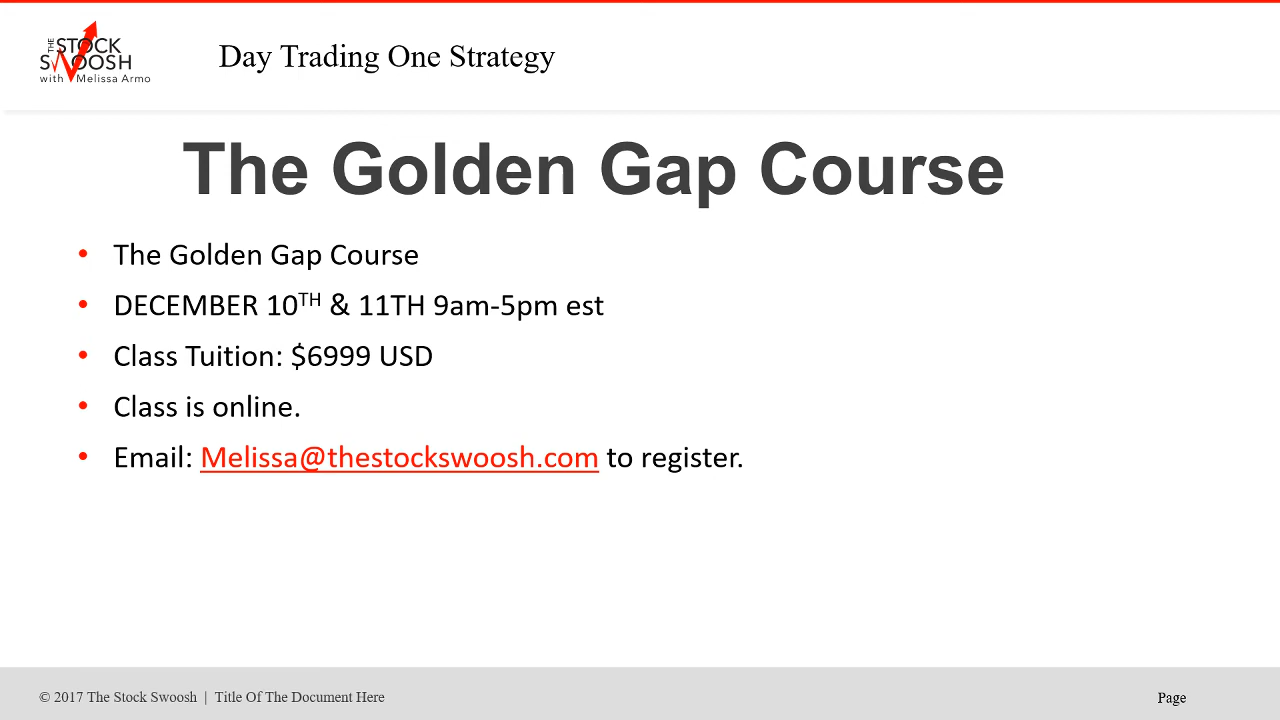 THE STOCK
SWOOSH
with Melissa Armo
Day Trading One Strategy
The Golden Gap Course
• The Golden Gap Course
• DECEMBER 10TH & 11TH 9am-5pm est
• Class Tuition: $6999 USD
• Class is online.
• Email: Melissa@thestockswoosh.com to register.
© 2017 The Stock Swoosh | Title Of The Document Here
Page